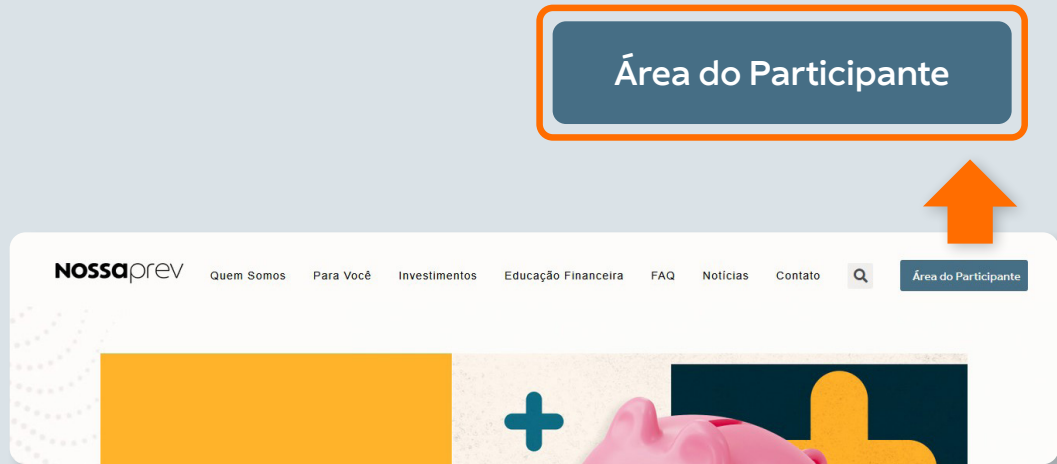 Área do Participante
NOSSaprev Quem Somos Para Você Investimentos Educação Financeira FAQ Notícias Contato Área do Participante